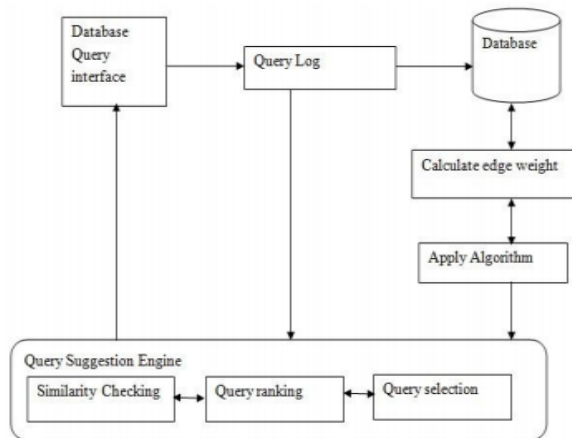 Database
Query
interface
Query Log
Database
Calculate edge weight
Apply Algorithm
Query Suggestion Engine
Similarity Checking
Query ranking
Query selection